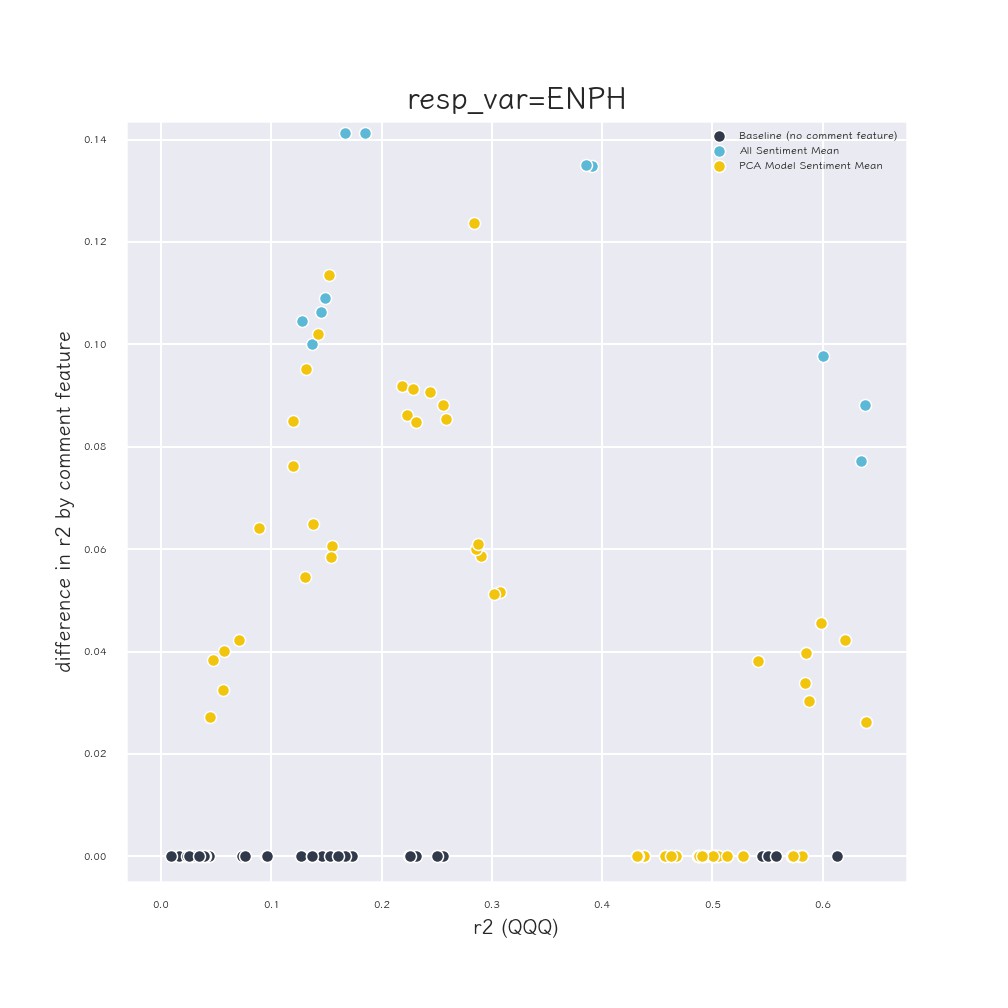 resp_var=ENPH
Baseline (no comment feature)
All Sentiment Mean
PCA Model Sentiment Mean
difference in r2 by comment feature
0.14
0.12
0.10
0.08
0.06
0.04
0.02
0.00
0.0 0.1 0.2 0.3 0.4 0.5 0.6
r2 (QQQ)